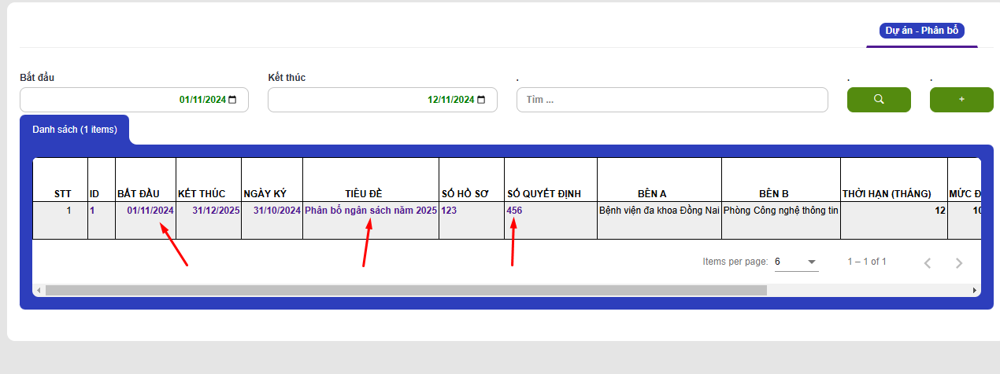 Dự án - Phân bổ
Bắt đầu Kết thúc . . .
01/11/2024 12/11/2024 Tìm ... +
Danh sách (1 items)
STT ID BẮT ĐẦU KẾT THÚC NGÀY KÝ TIÊU ĐỀ SỐ HỒ SƠ SỐ QUYẾT ĐỊNH BÊN A BÊN B THỜI HẠN (THÁNG) MỨC Đ
1 1 01/11/2024 31/12/2025 31/10/2024 Phân bổ ngân sách năm 2025 123 456 Bệnh viện đa khoa Đồng Nai Phòng Công nghệ thông tin 12 10
Items per page: 6 1 – 1 of 1